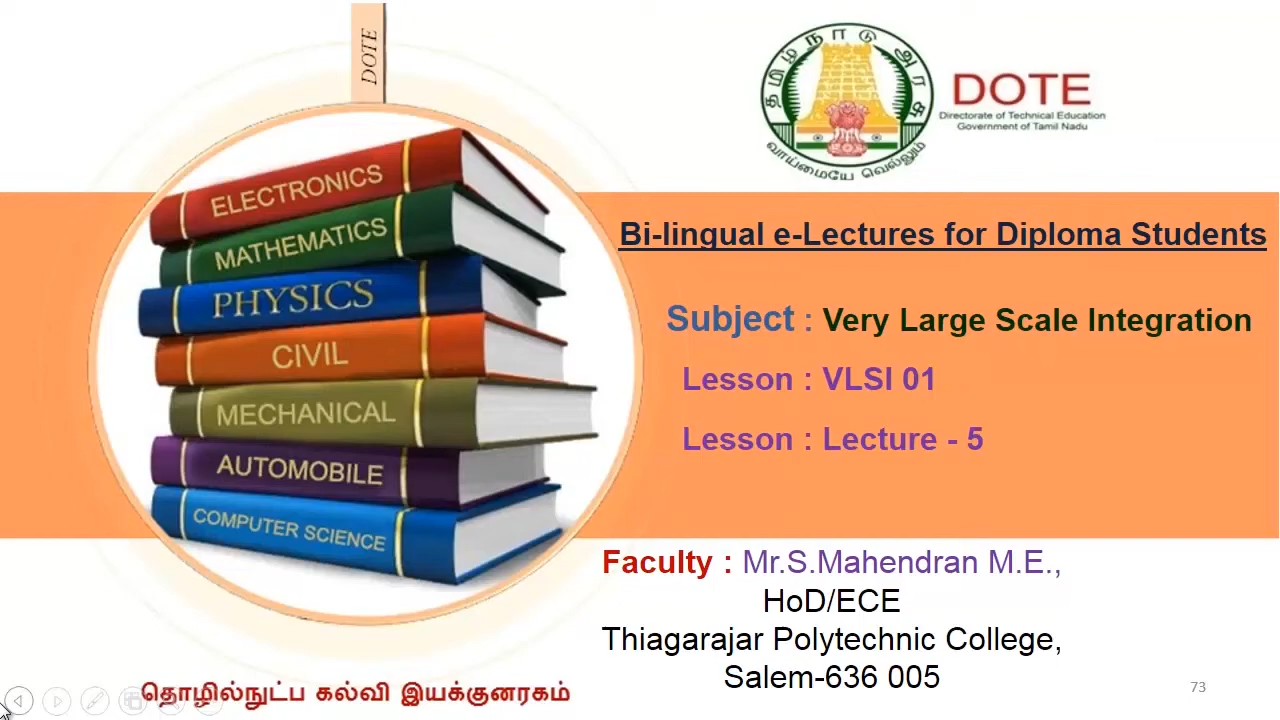 DOTE
தமிழ் நாடு அரசு
வாய்மையே வெல்லும்
DOTE
Directorate of Technical Education
Government of Tamil Nadu
ELECTRONICS
MATHEMATICS
PHYSICS
CIVIL
MECHANICAL
AUTOMOBILE
COMPUTER SCIENCE
Bi-lingual e-Lectures for Diploma Students
Subject : Very Large Scale Integration
Lesson : VLSI 01
Lesson : Lecture - 5
Faculty : Mr.S.Mahendran M.E.,
HoD/ECE
Thiagarajar Polytechnic College,
Salem-636 005
தொழில்நுட்ப கல்வி இயக்குனரகம்
73